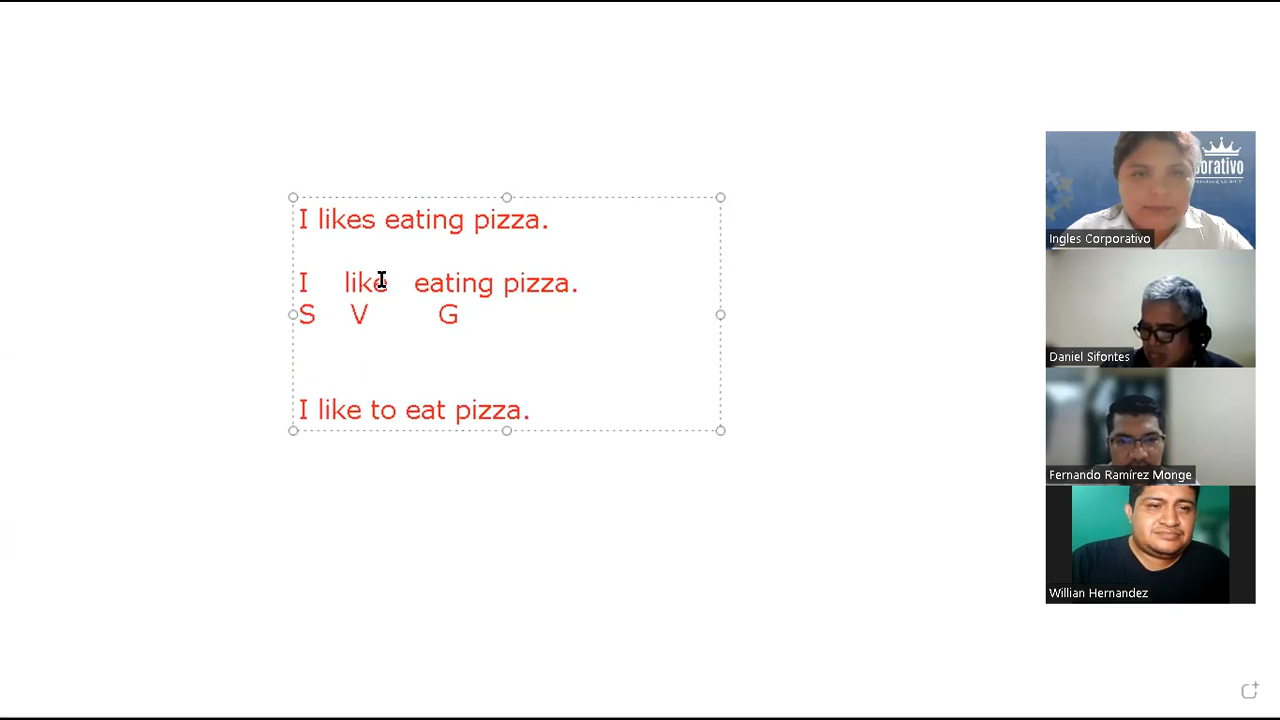 I likes eating pizza.
I like eating pizza.
S V G
I like to eat pizza.
orativo
Ingles Corporativo
Daniel Sifontes
Fernando Ramírez Monge
Willian Hernandez